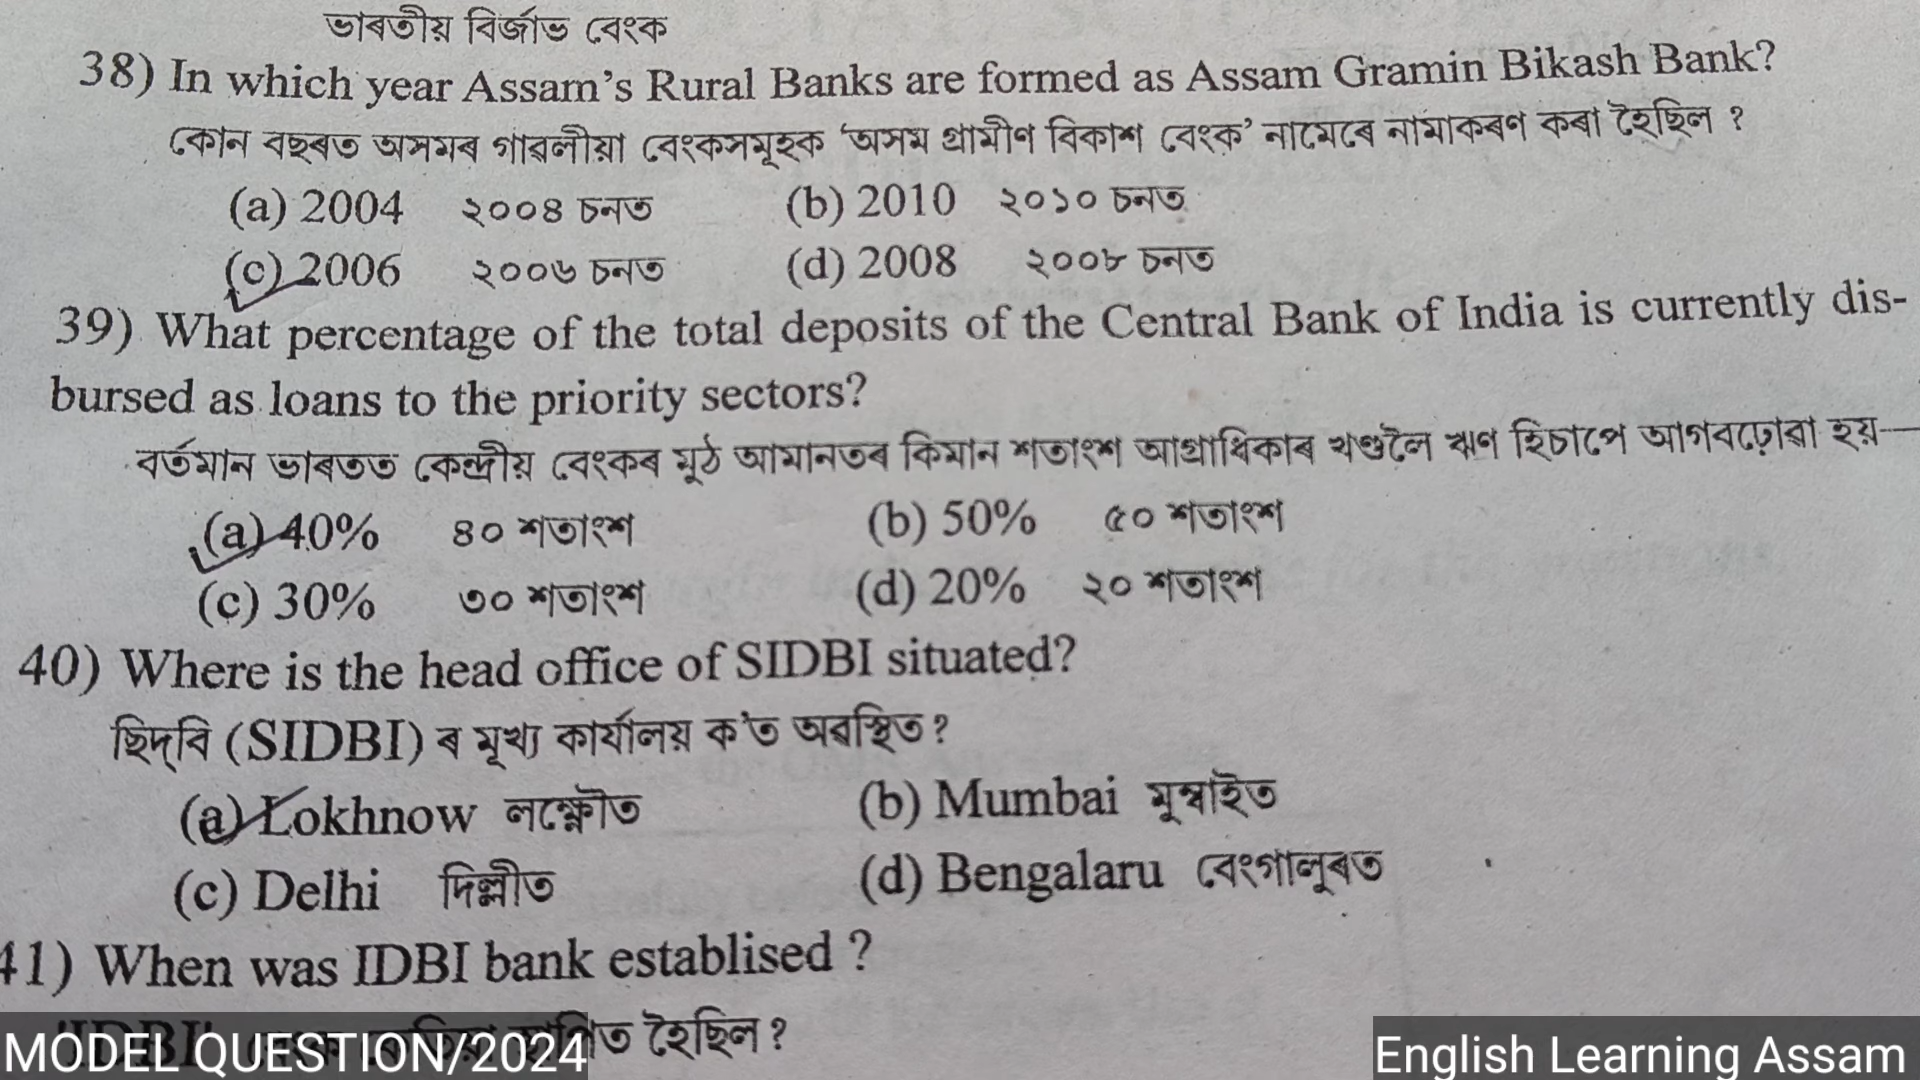 ভাৰতীয় বিৰ্জাভ বেংক
38) In which year Assam's Rural Banks are formed as Assam Gramin Bikash Bank?
কোন বছৰত অসমৰ গাৱলীয়া বেংকসমূহক 'অসম গ্ৰামীণ বিকাশ বেংক' নামেৰে নামাকৰণ কৰা হৈছিল ?
(a) 2004 ২০০৪ চনত (b) 2010 ২০১০ চনত
(c) 2006 ২০০৬ চনত (d) 2008 ২০০৮ চনত
39) What percentage of the total deposits of the Central Bank of India is currently dis-
bursed as loans to the priority sectors?
বৰ্তমান ভাৰতত কেন্দ্ৰীয় বেংকৰ মুঠ আমানতৰ কিমান শতাংশ আগ্ৰাধিকাৰ খণ্ডলৈ ঋণ হিচাপে আগবঢ়োৱা হয়—
(a) 40% ৪০ শতাংশ (b) 50% ৫০ শতাংশ
(c) 30% ৩০ শতাংশ (d) 20% ২০ শতাংশ
40) Where is the head office of SIDBI situated?
ছিদ্‌বি (SIDBI) ৰ মূখ্য কাৰ্যালয় ক'ত অৱস্থিত ?
(a) Lokhnow লক্ষ্ণৌত (b) Mumbai মুম্বাইত
(c) Delhi দিল্লীত (d) Bengalaru বেংগালুৰত
41) When was IDBI bank establised ?
'IDBI' হৈছিল ?
MODEL QUESTION/2024
English Learning Assam